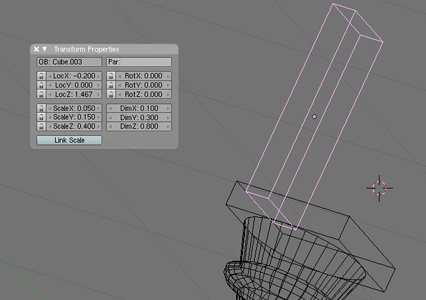 Transform Properties
OB: Cube.003 Par:
LocX: -0.200 RotX: 0.000
LocY: 0.000 RotY: 0.000
LocZ: 1.467 RotZ: 0.000
ScaleX: 0.050 DimX: 0.100
ScaleY: 0.150 DimY: 0.300
ScaleZ: 0.400 DimZ: 0.800
Link Scale